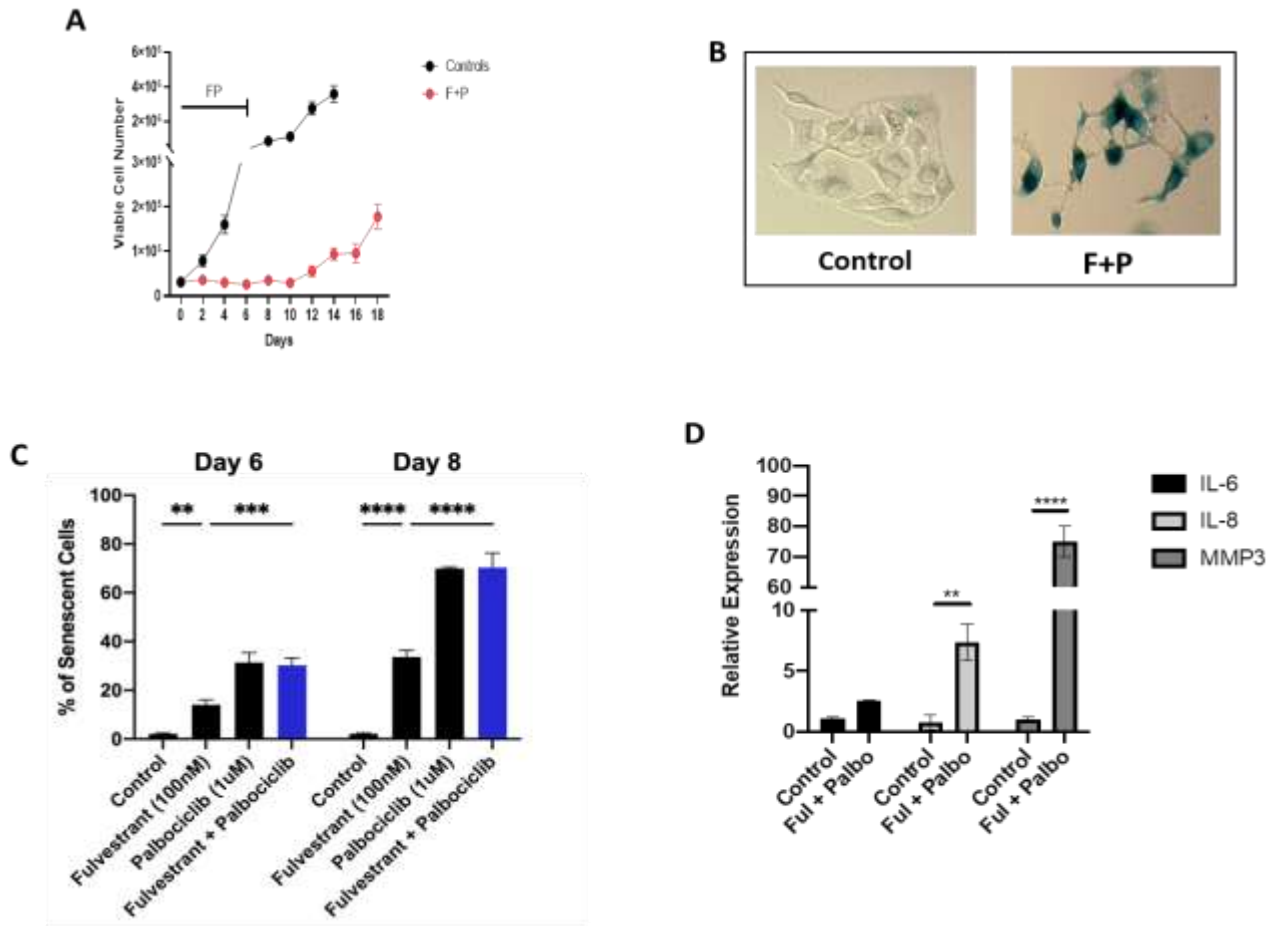 A
6×10⁵
4×10⁵
2×10⁵
3×10⁵
2×10⁵
1×10⁵
0
Viable Cell Number
FP
Controls
F+P
0 2 4 6 8 10 12 14 16 18
Days
B
Control
F+P
C
Day 6
Day 8
100
80
60
40
20
0
% of Senescent Cells
** *** **** ****
Control
Fulvestrant (100nM)
Palbociclib (1uM)
Fulvestrant + Palbociclib
Control
Fulvestrant (100nM)
Palbociclib (1uM)
Fulvestrant + Palbociclib
D
100
90
80
70
60
10
5
0
Relative Expression
**
****
IL-6
IL-8
MMP3
Control
Ful + Palbo
Control
Ful + Palbo
Control
Ful + Palbo